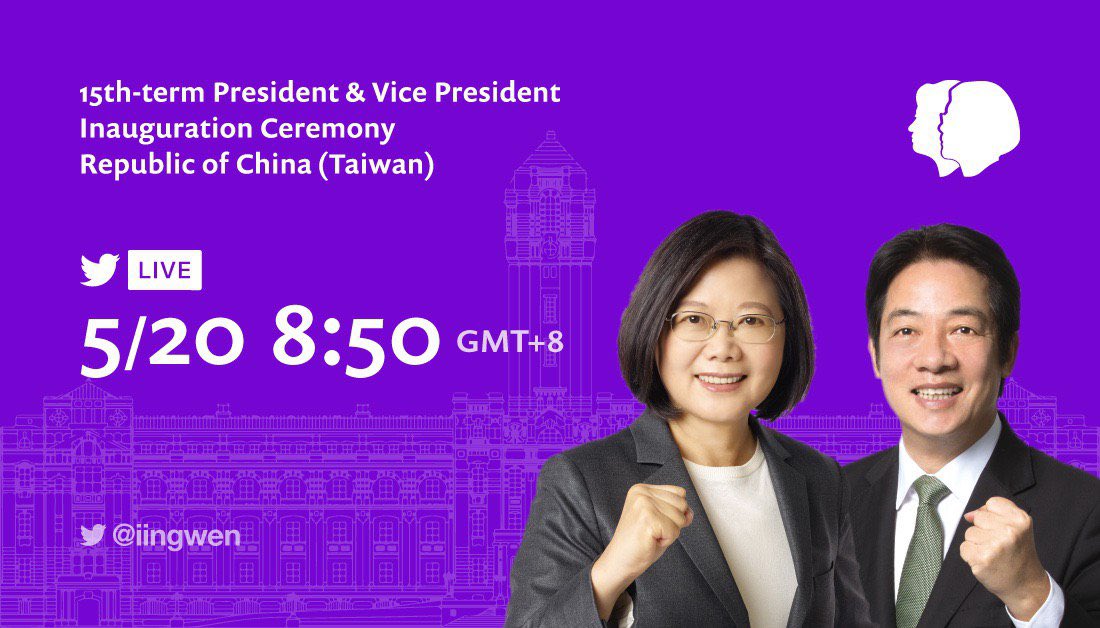 15th-term President & Vice President
Inauguration Ceremony
Republic of China (Taiwan)
LIVE
5/20 8:50 GMT+8
@iingwen